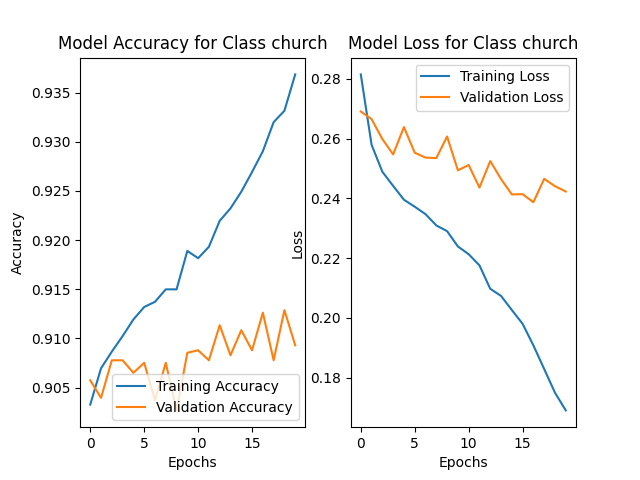 Model Accuracy for Class church
0.935
0.930
0.925
0.920
0.915
0.910
0.905
Accuracy
Training Accuracy
Validation Accuracy
0 5 10 15
Epochs
Model Loss for Class church
Training Loss
Validation Loss
0.28
0.26
0.24
0.22
0.20
0.18
Loss
0 5 10 15
Epochs